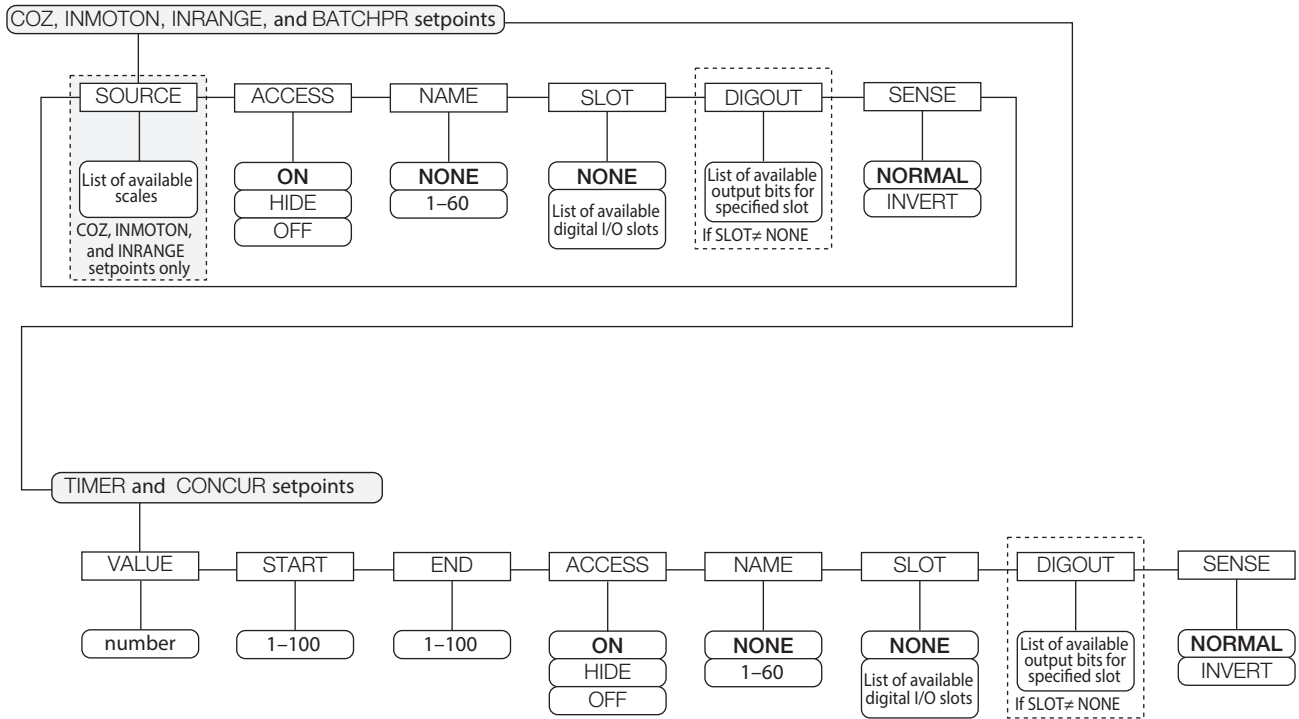 COZ, INMOTON, INRANGE, and BATCHPR setpoints
SOURCE
ACCESS
NAME
SLOT
DIGOUT
SENSE
List of available
scales
COZ, INMOTON,
and INRANGE
setpoints only
ON
HIDE
OFF
NONE
1–60
NONE
List of available
digital I/O slots
List of available
output bits for
specified slot
If SLOT≠ NONE
NORMAL
INVERT
TIMER and CONCUR setpoints
VALUE
START
END
ACCESS
NAME
SLOT
DIGOUT
SENSE
number
1–100
1–100
ON
HIDE
OFF
NONE
1–60
NONE
List of available
digital I/O slots
List of available
output bits for
specified slot
If SLOT≠ NONE
NORMAL
INVERT